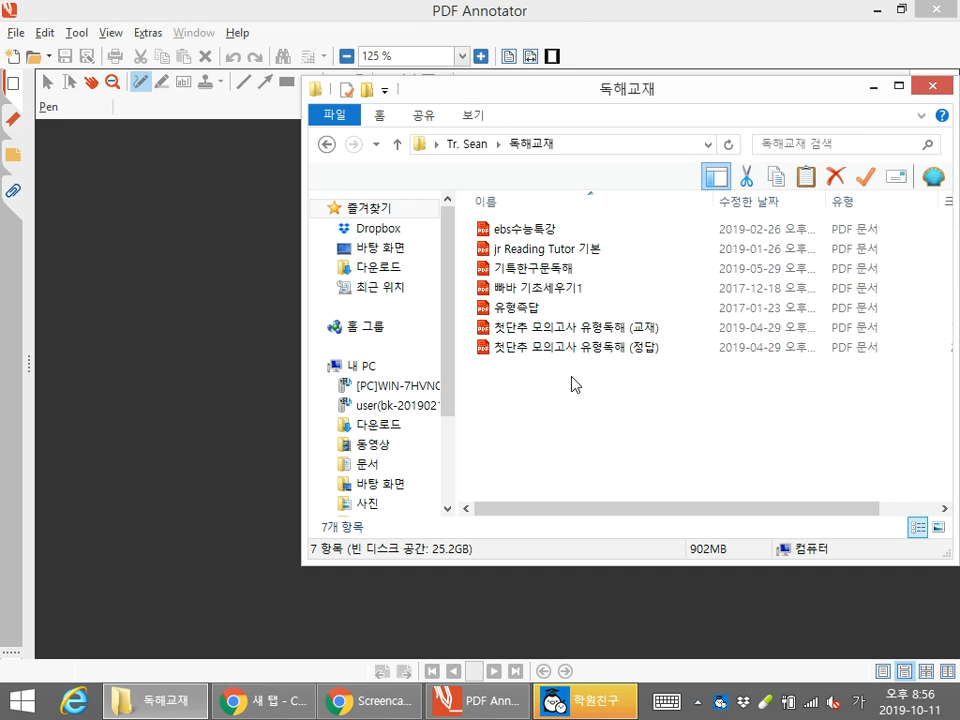 PDF Annotator
File Edit Tool View Extras Window Help
125 %
Pen
독해교재
파일 홈 공유 보기
Tr. Sean 독해교재
독해교재 검색
이름 수정한 날짜 유형
ebs수능특강 2019-02-26 오후... PDF 문서
jr Reading Tutor 기본 2019-01-26 오후... PDF 문서
기특한구문독해 2019-05-29 오후... PDF 문서
빠바 기초세우기1 2017-12-18 오후... PDF 문서
유형즉답 2017-01-23 오후... PDF 문서
첫단추 모의고사 유형독해 (교재) 2019-04-29 오후... PDF 문서
첫단추 모의고사 유형독해 (정답) 2019-04-29 오후... PDF 문서
즐겨찾기
Dropbox
바탕 화면
다운로드
최근 위치
홈 그룹
내 PC
[PC]WIN-7HVNC
user(bk-201902
다운로드
동영상
문서
바탕 화면
사진
7개 항목
7 항목 (빈 디스크 공간: 25.2GB) 902MB 컴퓨터
독해교재
새 탭 - C...
Screenca...
PDF Ann...
학원친구
가
오후 8:56
2019-10-11